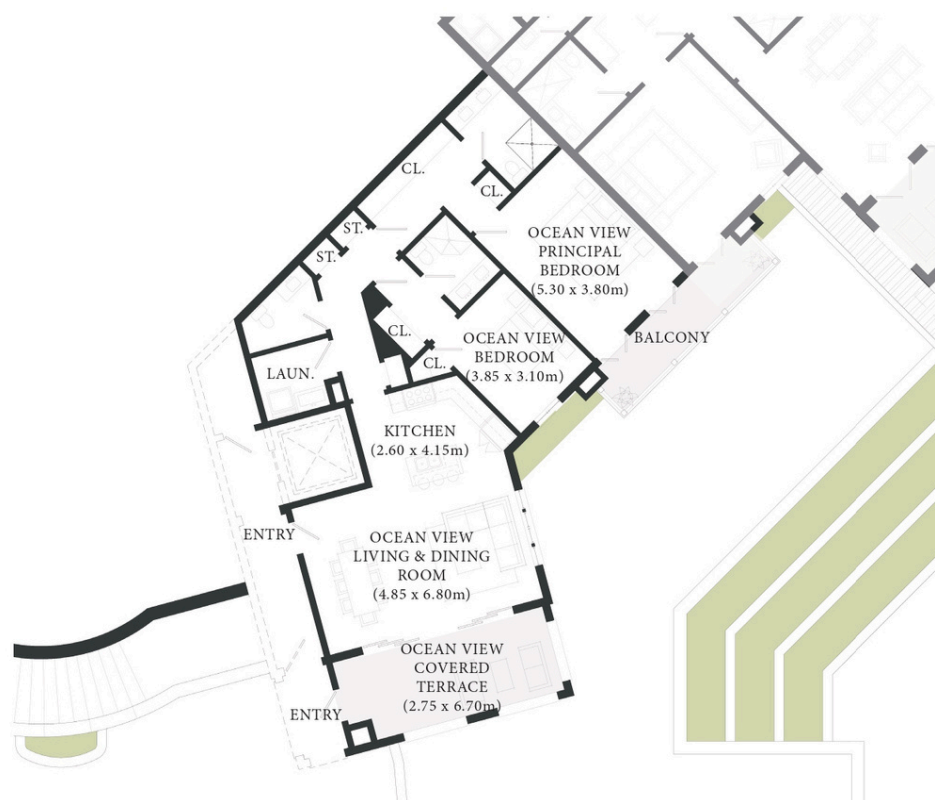 CL.
CL.
ST.
ST.
OCEAN VIEW
PRINCIPAL
BEDROOM
(5.30 x 3.80m)
BALCONY
CL.
OCEAN VIEW
BEDROOM
(3.85 x 3.10m)
CL.
LAUN.
KITCHEN
(2.60 x 4.15m)
ENTRY
OCEAN VIEW
LIVING & DINING
ROOM
(4.85 x 6.80m)
OCEAN VIEW
COVERED
TERRACE
(2.75 x 6.70m)
ENTRY